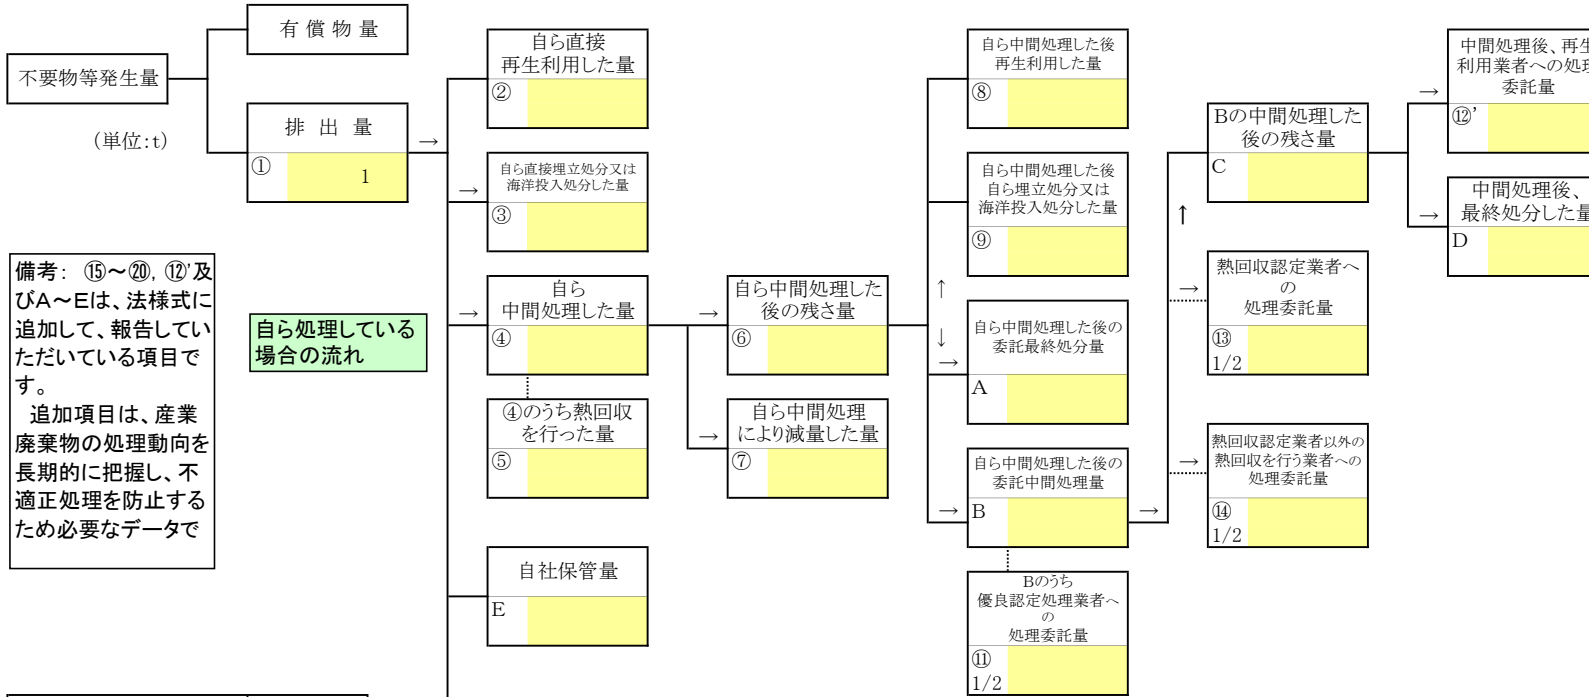 有 償 物 量
不要物等発生量
(単位:t)
排 出 量
①
1
→
備考： ⑮～⑳, ⑫'及
びA～Eは、法様式に
追加して、報告してい
ただいている項目で
す。
追加項目は、産業
廃棄物の処理動向を
長期的に把握し、不
適正処理を防止する
ため必要なデータで
自ら処理している
場合の流れ
自ら直接
再生利用した量
②
→
自ら直接埋立処分又は
海洋投入処分した量
③
→
自ら
中間処理した量
④
④のうち熱回収
を行った量
⑤
自社保管量
E
→
自ら中間処理した
後の残さ量
⑥
→
自ら中間処理
により減量した量
⑦
自ら中間処理した後
再生利用した量
⑧
自ら中間処理した後
自ら埋立処分又は
海洋投入処分した量
⑨
↑
↓
→
自ら中間処理した後の
委託最終処分量
A
→
自ら中間処理した後の
委託中間処理量
B
→
Bのうち
優良認定処理業者へ
の
処理委託量
⑪
1/2
Bの中間処理した
後の残さ量
C
↑
→
熱回収認定業者へ
の
処理委託量
⑬
1/2
→
熱回収認定業者以外の
熱回収を行う業者への
処理委託量
⑭
1/2
→
中間処理後、再生
利用業者への処理
委託量
⑫'
→
中間処理後、
最終処分した量
D